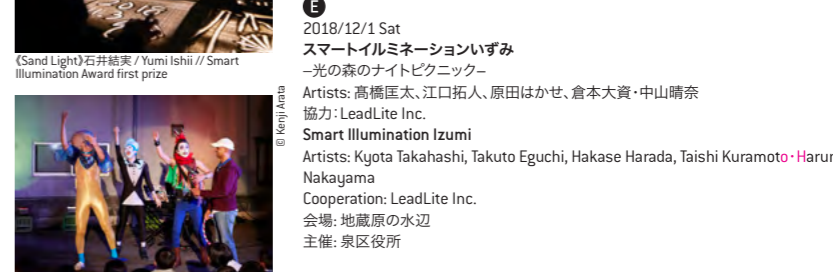 《Sand Light》石井結実 / Yumi Ishii // Smart
Illumination Award first prize
© Kenji Arata
E
2018/12/1 Sat
スマートイルミネーションいずみ
–光の森のナイトピクニック–
Artists: 髙橋匡太、江口拓人、原田はかせ、倉本大資・中山晴奈
協力：LeadLite Inc.
Smart Illumination Izumi
Artists: Kyota Takahashi, Takuto Eguchi, Hakase Harada, Taishi Kuramoto・Harun
Nakayama
Cooperation: LeadLite Inc.
会場: 地蔵原の水辺
主催: 泉区役所